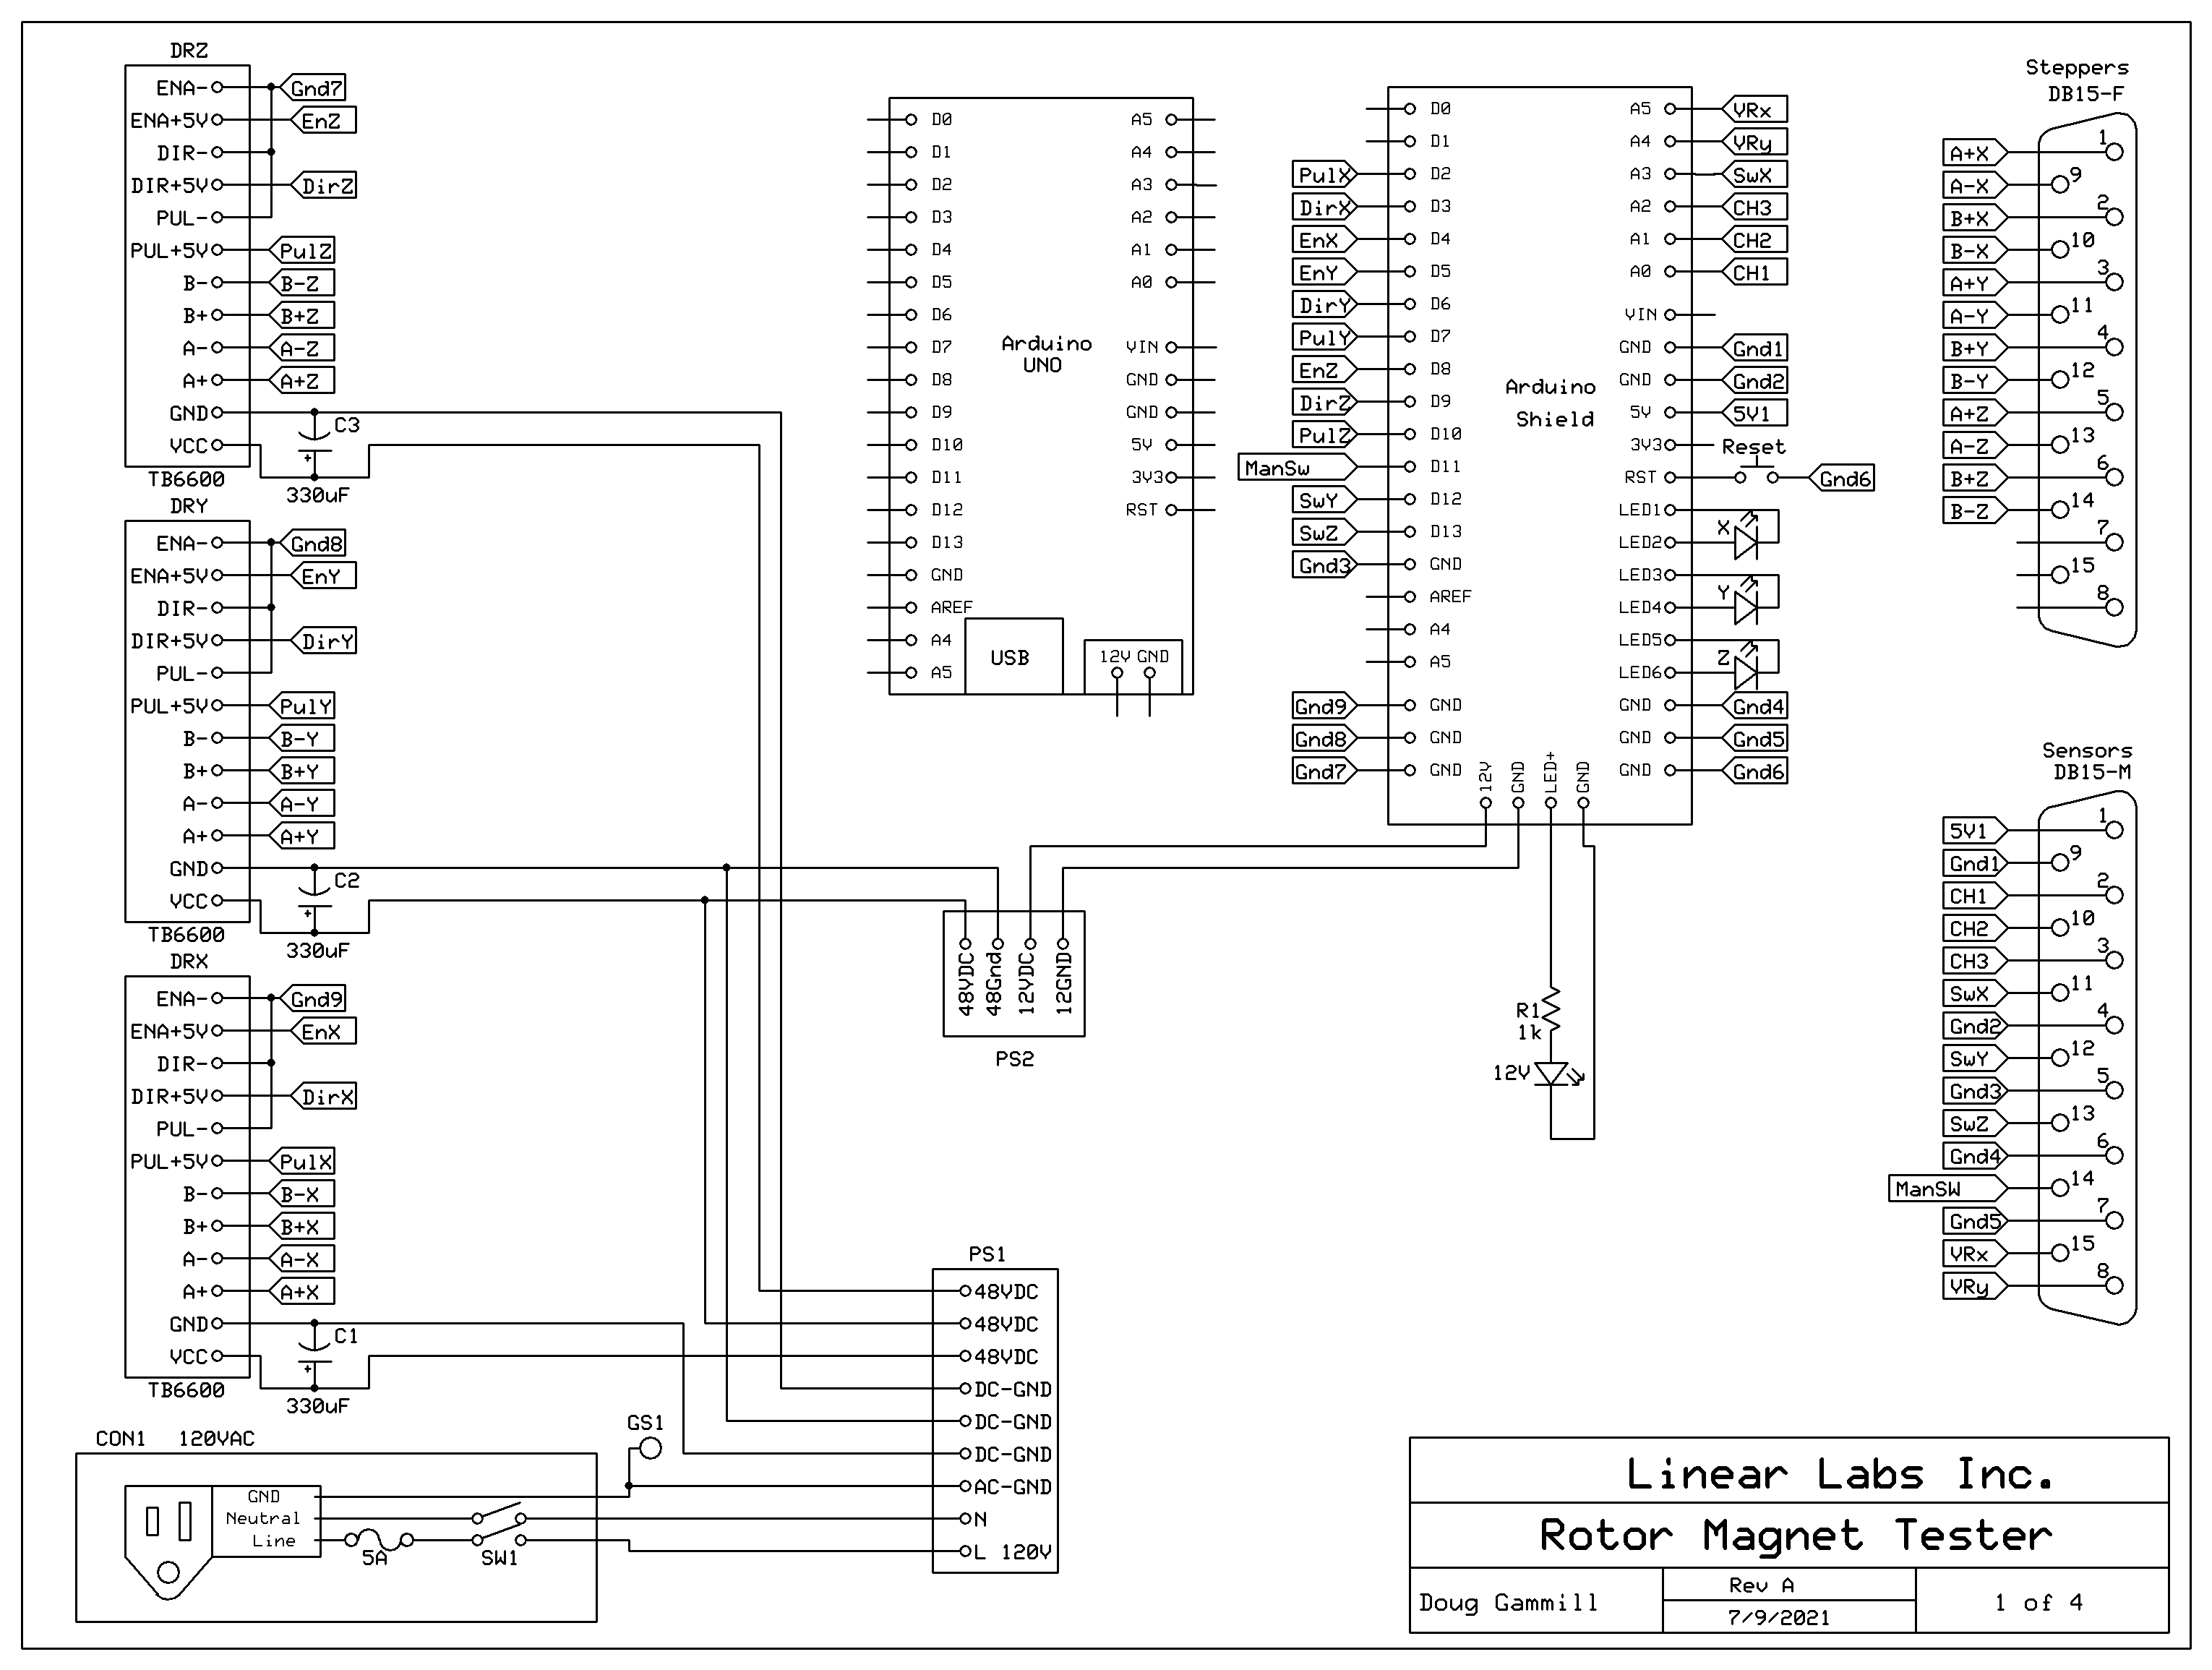 DRZ
ENA-
Gnd7
ENA+5V
EnZ
DIR-
DIR+5V
DirZ
PUL-
PUL+5V
PulZ
B-
B-Z
B+
B+Z
A-
A-Z
A+
A+Z
GND
VCC
C3
+
330uF
TB6600
DRY
ENA-
Gnd8
ENA+5V
EnY
DIR-
DIR+5V
DirY
PUL-
PUL+5V
PulY
B-
B-Y
B+
B+Y
A-
A-Y
A+
A+Y
GND
VCC
C2
+
330uF
TB6600
DRX
ENA-
Gnd9
ENA+5V
EnX
DIR-
DIR+5V
DirX
PUL-
PUL+5V
PulX
B-
B-X
B+
B+X
A-
A-X
A+
A+X
GND
VCC
C1
+
330uF
TB6600
CON1 120VAC
GND
Neutral
Line
5A
SW1
GS1
PS1
48VDC
48VDC
48VDC
DC-GND
DC-GND
DC-GND
AC-GND
N
L 120V
48VDC
48Gnd
12VDC
12GND
PS2
D0
D1
D2
D3
D4
D5
D6
D7
D8
D9
D10
D11
D12
D13
GND
AREF
A4
A5
Arduino
UNO
A5
A4
A3
A2
A1
A0
VIN
GND
GND
5V
3V3
RST
USB
12V GND
D0
D1
PulX
D2
DirX
D3
EnX
D4
EnY
D5
DirY
D6
PulY
D7
EnZ
D8
DirZ
D9
PulZ
D10
ManSw
D11
SwY
D12
SwZ
D13
Gnd3
GND
AREF
A4
A5
Gnd9
GND
Gnd8
GND
Gnd7
GND
Arduino
Shield
A5
VRx
A4
VRy
A3
SwX
A2
CH3
A1
CH2
A0
CH1
VIN
GND
Gnd1
GND
Gnd2
5V
5V1
3V3
Reset
RST
Gnd6
LED1
X
LED2
LED3
Y
LED4
LED5
Z
LED6
GND
Gnd4
GND
Gnd5
GND
Gnd6
12V
GND
LED+
GND
R1
1k
12V
Steppers
DB15-F
A+X
1
A-X
9
B+X
2
B-X
10
A+Y
3
A-Y
11
B+Y
4
B-Y
12
A+Z
5
A-Z
13
B+Z
6
B-Z
14
7
15
8
Sensors
DB15-M
5V1
1
Gnd1
9
CH1
2
CH2
10
CH3
3
SwX
11
Gnd2
4
SwY
12
Gnd3
5
SwZ
13
Gnd4
6
ManSW
14
Gnd5
7
VRx
15
VRy
8
Linear Labs Inc.
Rotor Magnet Tester
Doug Gammill
Rev A
7/9/2021
1 of 4